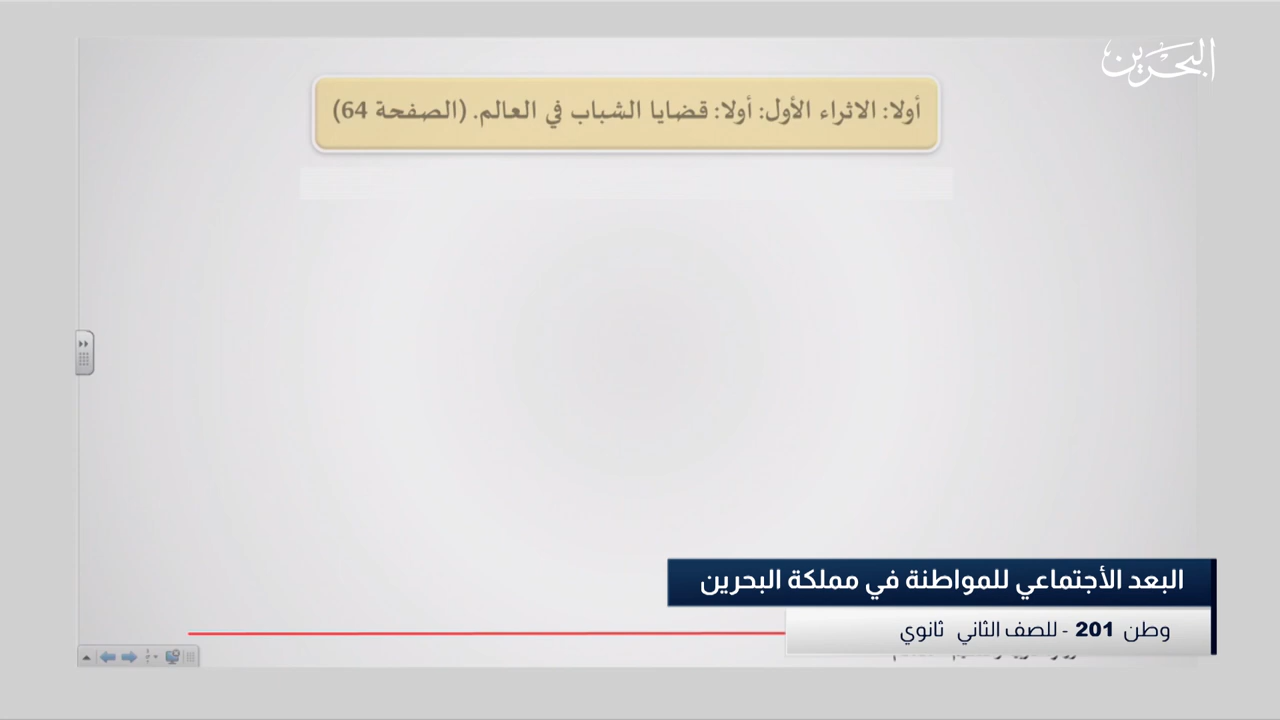 البحرين
أولا: الاثراء الأول: أولا: قضايا الشباب في العالم. (الصفحة 64)
البعد الأجتماعي للمواطنة في مملكة البحرين
وطن 201 - للصف الثاني ثانوي